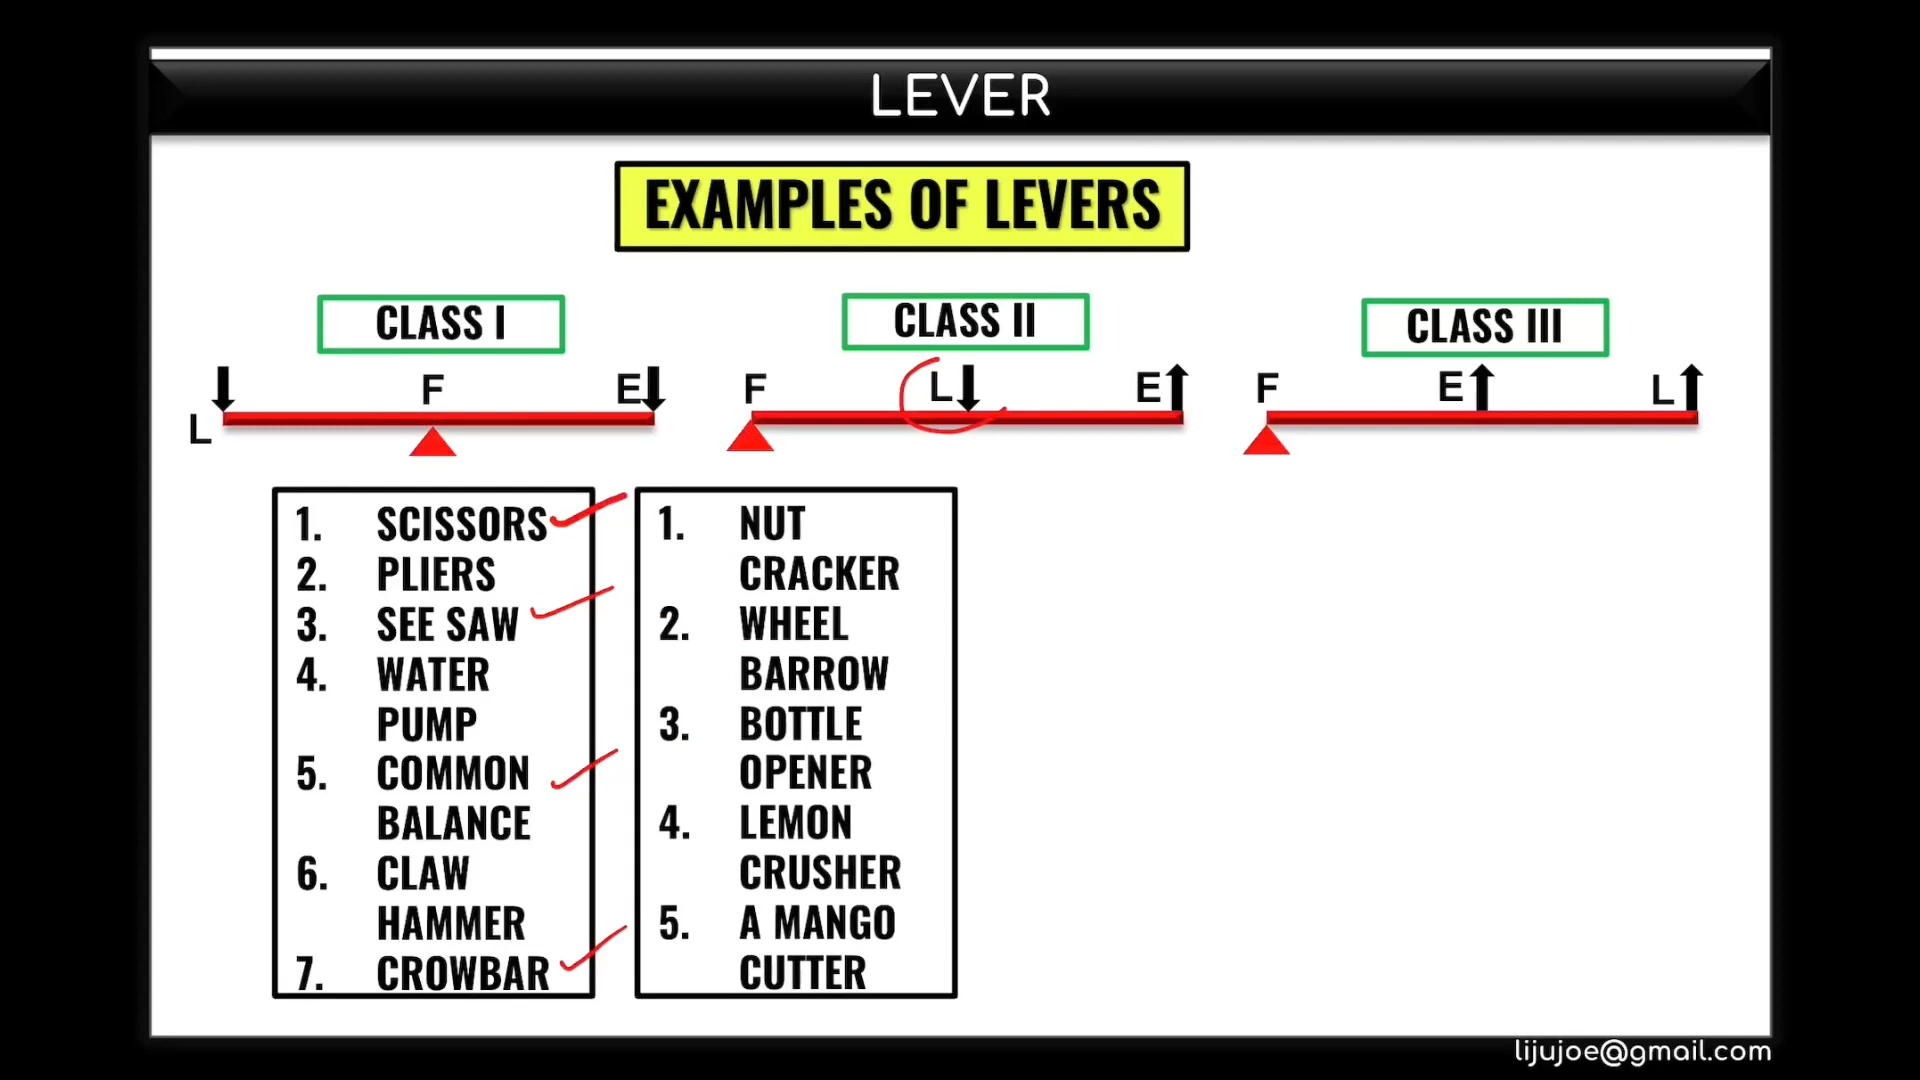 LEVER
EXAMPLES OF LEVERS
CLASS I
CLASS II
CLASS III
L
F
E
F
L
E
F
E
L
1. SCISSORS
2. PLIERS
3. SEE SAW
4. WATER
PUMP
5. COMMON
BALANCE
6. CLAW
HAMMER
7. CROWBAR
1. NUT
CRACKER
2. WHEEL
BARROW
3. BOTTLE
OPENER
4. LEMON
CRUSHER
5. A MANGO
CUTTER
lijujoe@gmail.com